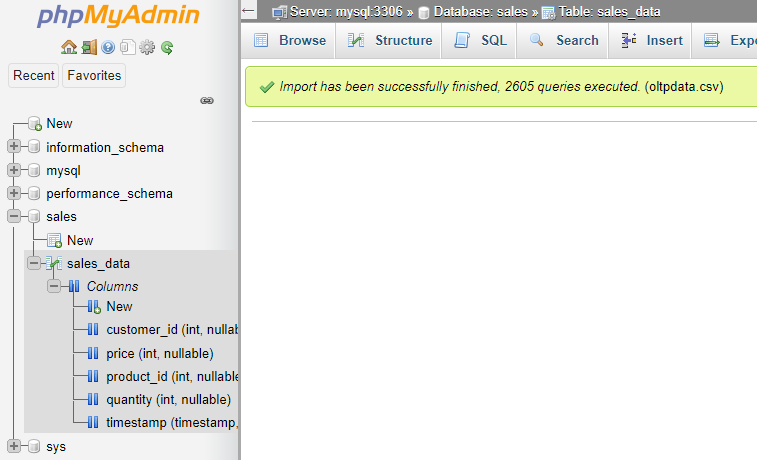 phpMyAdmin
Recent Favorites
New
information_schema
mysql
performance_schema
sales
New
sales_data
Columns
New
customer_id (int, nullab
price (int, nullable)
product_id (int, nullable
quantity (int, nullable)
timestamp (timestamp,
sys
Server: mysql:3306 » Database: sales » Table: sales_data
Browse Structure SQL Search Insert Expo
Import has been successfully finished, 2605 queries executed. (oltpdata.csv)